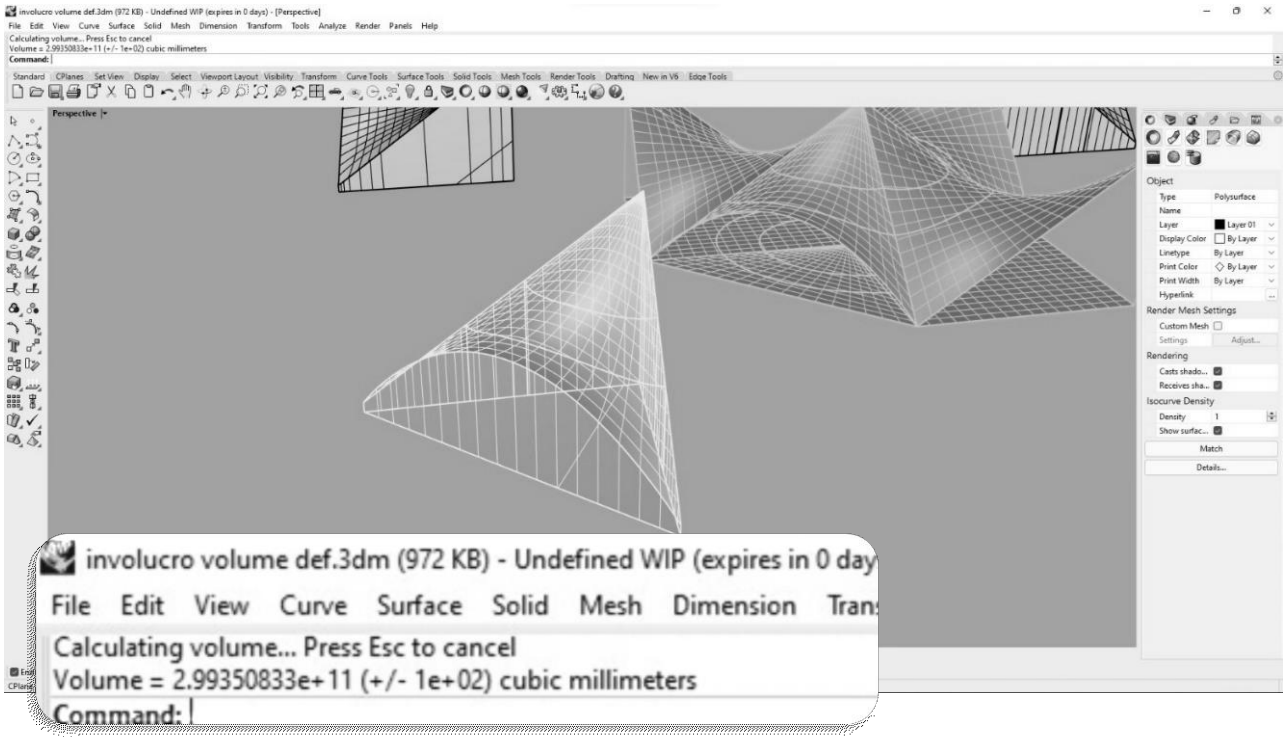 involucro volume def.3dm (972 KB) - Undefined WIP (expires in 0 days) - [Perspective]
File Edit View Curve Surface Solid Mesh Dimension Transform Tools Analyze Render Panels Help
Calculating volume... Press Esc to cancel
Volume = 2.99350833e+11 (+/- 1e+02) cubic millimeters
Command:
Standard CPlanes Set View Display Select Viewport Layout Visibility Transform Curve Tools Surface Tools Solid Tools Mesh Tools Render Tools Drafting New in V6 Edge Tools
Perspective
Object
Type Polysurface
Name
Layer Layer 01
Display Color By Layer
Linetype By Layer
Print Color By Layer
Print Width By Layer
Hyperlink ...
Render Mesh Settings
Custom Mesh
Settings Adjust...
Rendering
Casts shado...
Receives sha...
Isocurve Density
Density 1
Show surfac...
Match
Details...
involucro volume def.3dm (972 KB) - Undefined WIP (expires in 0 day
File Edit View Curve Surface Solid Mesh Dimension Trans
Calculating volume... Press Esc to cancel
Volume = 2.99350833e+11 (+/- 1e+02) cubic millimeters
Command: